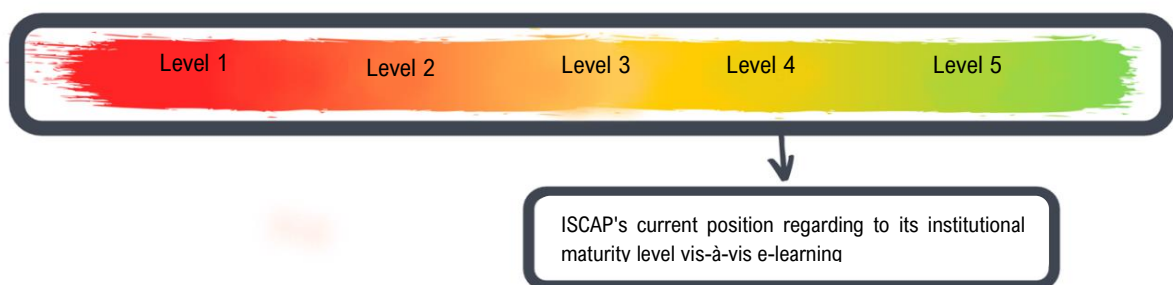 Level 1 Level 2 Level 3 Level 4 Level 5
ISCAP's current position regarding to its institutional
maturity level vis-à-vis e-learning